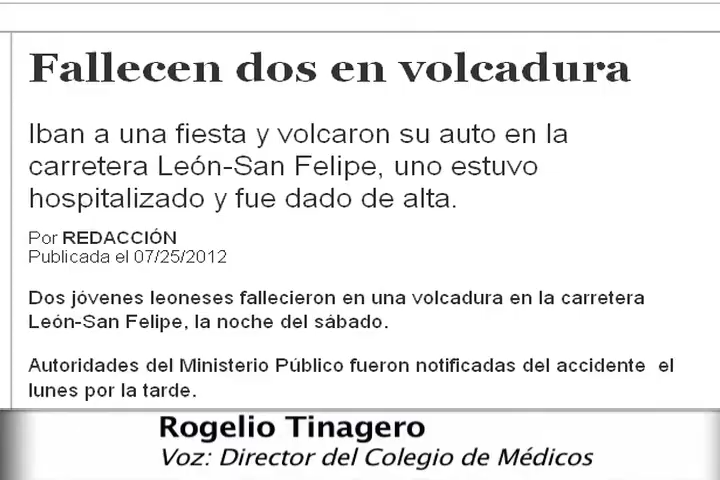 Fallecen dos en volcadura
Iban a una fiesta y volcaron su auto en la
carretera León-San Felipe, uno estuvo
hospitalizado y fue dado de alta.
Por REDACCIÓN
Publicada el 07/25/2012
Dos jóvenes leoneses fallecieron en una volcadura en la carretera
León-San Felipe, la noche del sábado.
Autoridades del Ministerio Público fueron notificadas del accidente el
lunes por la tarde.
Rogelio Tinagero
Voz: Director del Colegio de Médicos